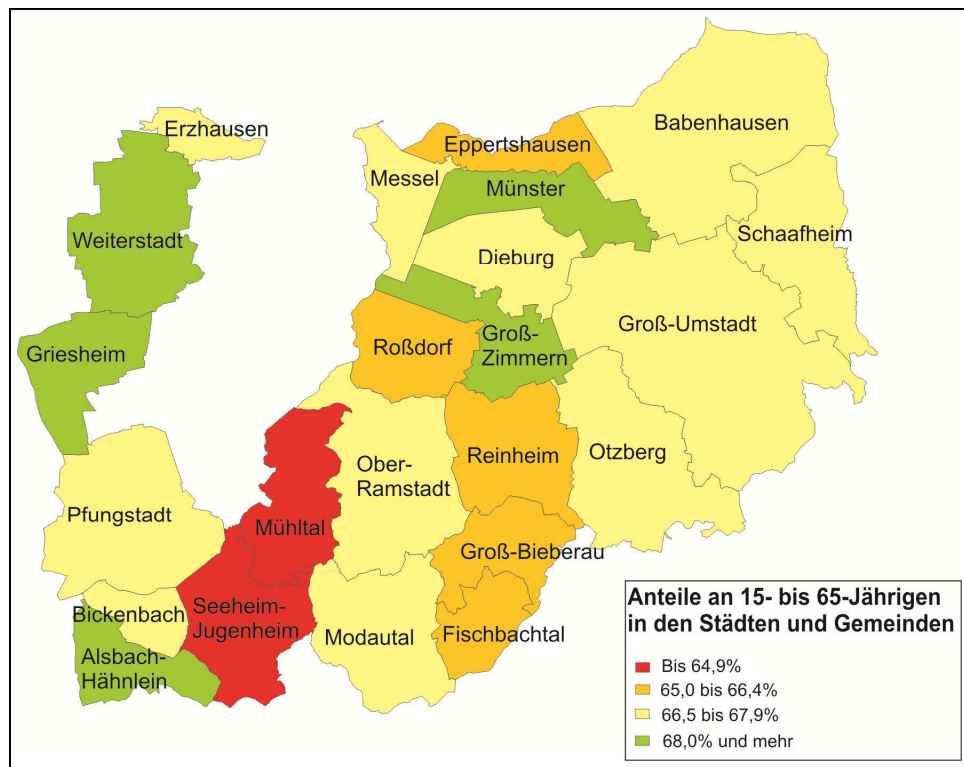 Erzhausen
Babenhausen
Eppertshausen
Messel
Münster
Weiterstadt
Schaafheim
Dieburg
Groß-Umstadt
Griesheim
Roßdorf
Groß-
Zimmern
Otzberg
Reinheim
Ober-
Ramstadt
Pfungstadt
Mühltal
Groß-Bieberau
Bickenbach
Seeheim-
Jugenheim
Modautal
Fischbachtal
Alsbach-
Hähnlein
Anteile an 15- bis 65-Jährigen
in den Städten und Gemeinden
Bis 64,9%
65,0 bis 66,4%
66,5 bis 67,9%
68,0% und mehr